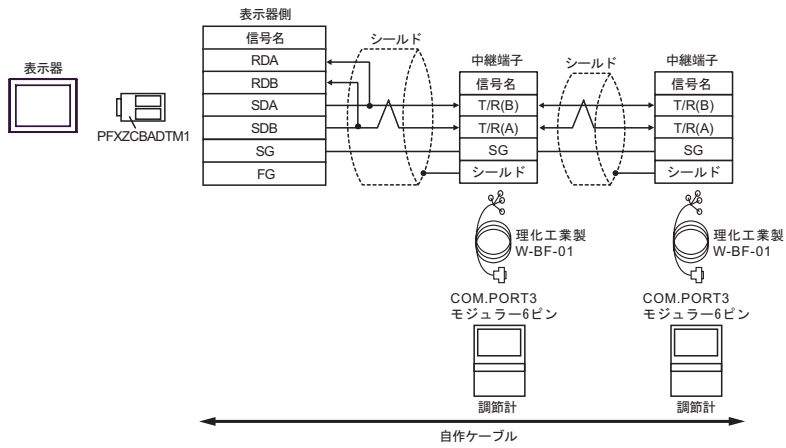 表示器
PFXZCBADTM1
表示器側
信号名
RDA
RDB
SDA
SDB
SG
FG
シールド
中継端子
信号名
T/R(B)
T/R(A)
SG
シールド
シールド
中継端子
信号名
T/R(B)
T/R(A)
SG
シールド
理化工業製
W-BF-01
COM.PORT3
モジュラー6ピン
調節計
理化工業製
W-BF-01
COM.PORT3
モジュラー6ピン
調節計
自作ケーブル